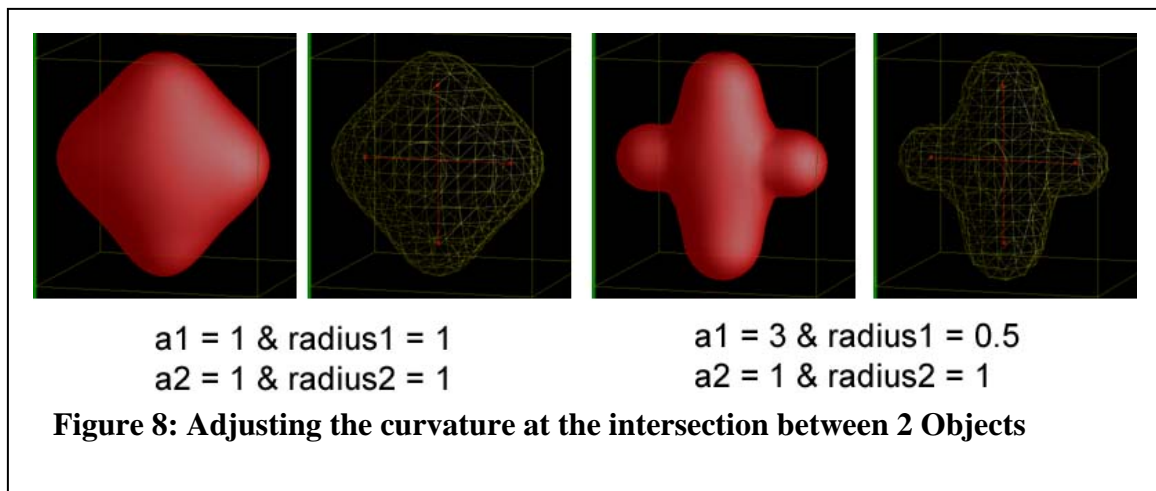 a1 = 1 & radius1 = 1
a2 = 1 & radius2 = 1
a1 = 3 & radius1 = 0.5
a2 = 1 & radius2 = 1
Figure 8: Adjusting the curvature at the intersection between 2 Objects